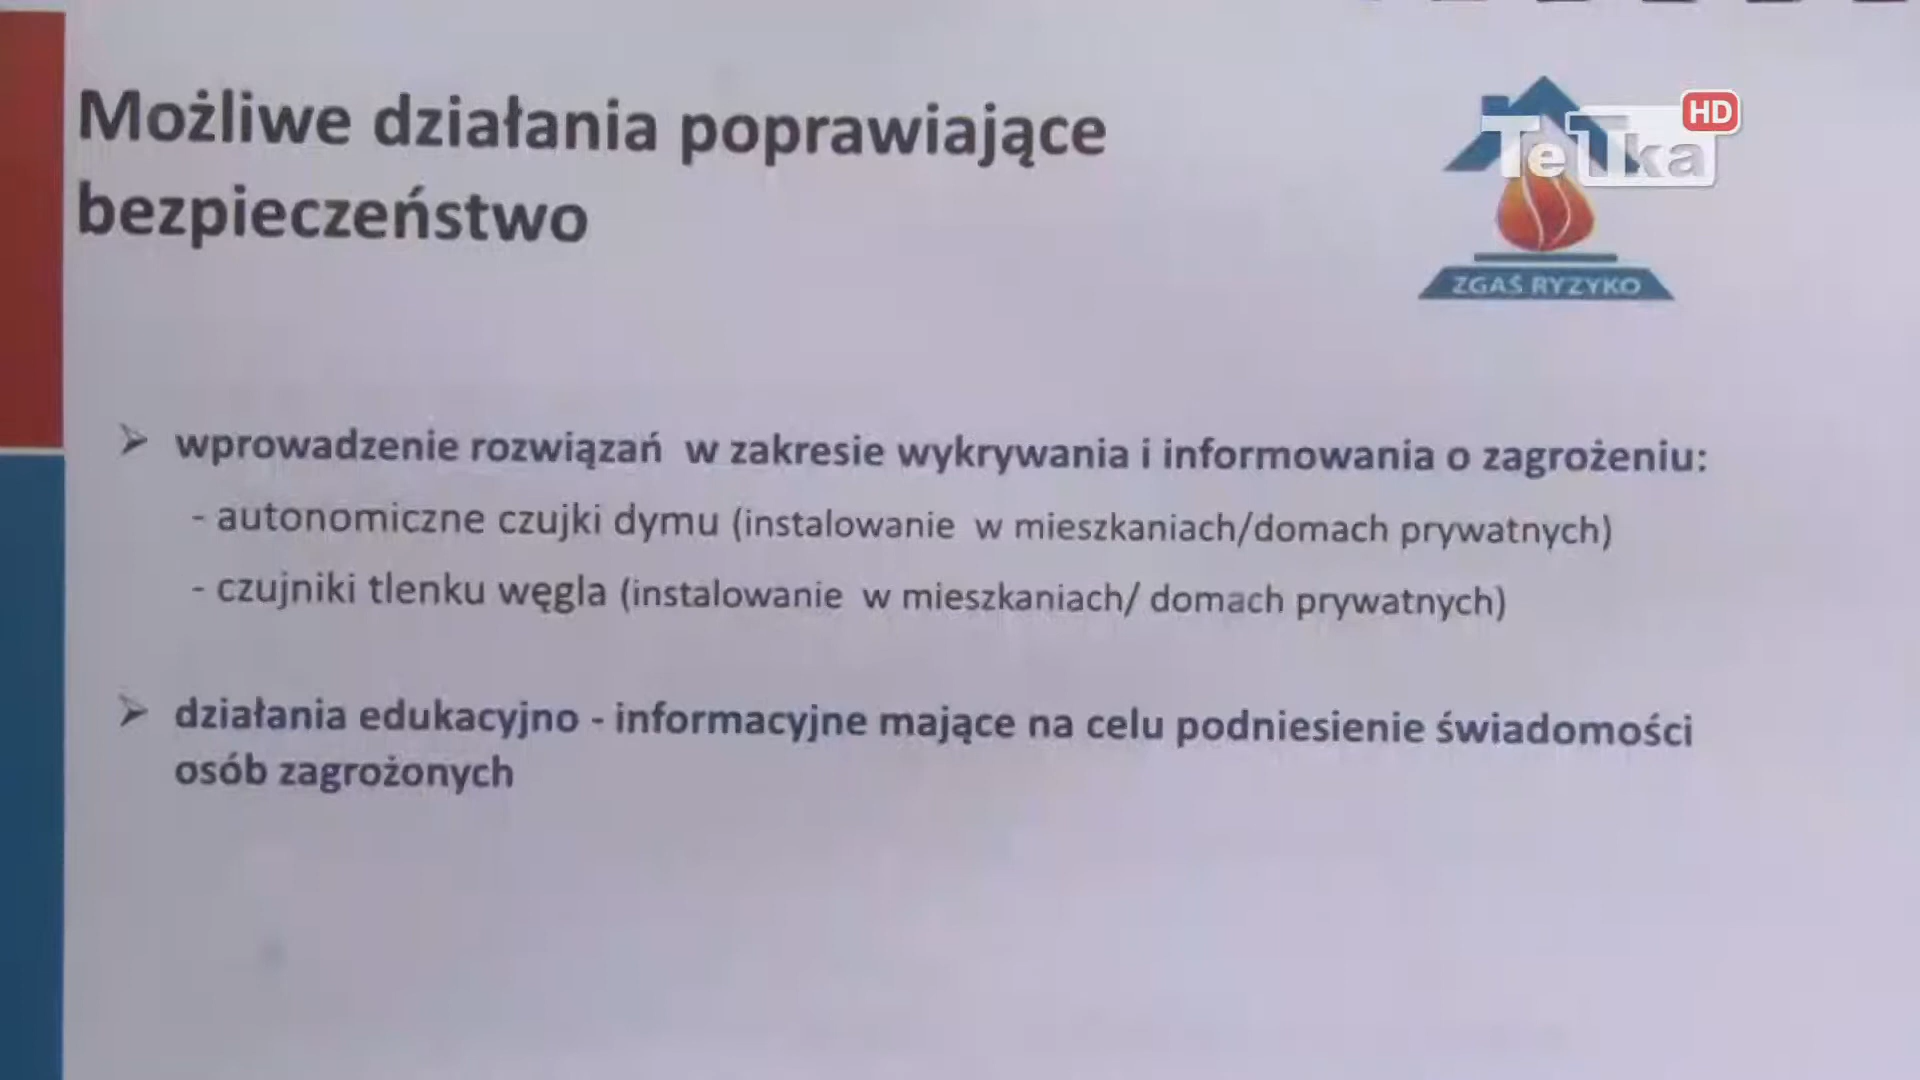 Możliwe działania poprawiające
bezpieczeństwo
TeTka HD
ZGAŚ RYZYKO
➢ wprowadzenie rozwiązań w zakresie wykrywania i informowania o zagrożeniu:
- autonomiczne czujki dymu (instalowanie w mieszkaniach/domach prywatnych)
- czujniki tlenku węgla (instalowanie w mieszkaniach/ domach prywatnych)
➢ działania edukacyjno - informacyjne mające na celu podniesienie świadomości
osób zagrożonych